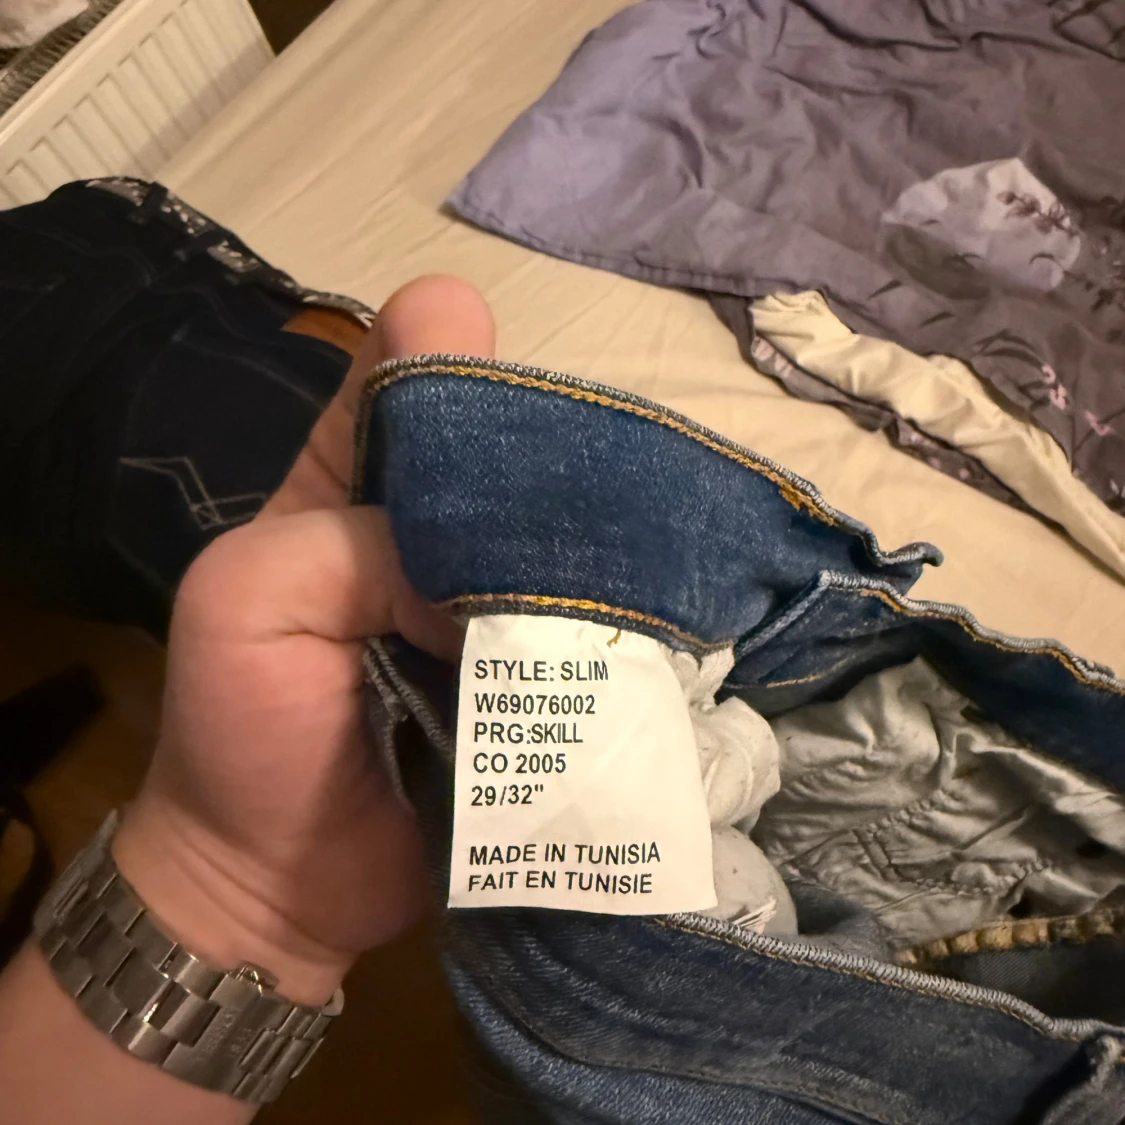 STYLE: SLIM
W69076002
PRG:SKILL
CO 2005
29/32"
MADE IN TUNISIA
FAIT EN TUNISIE